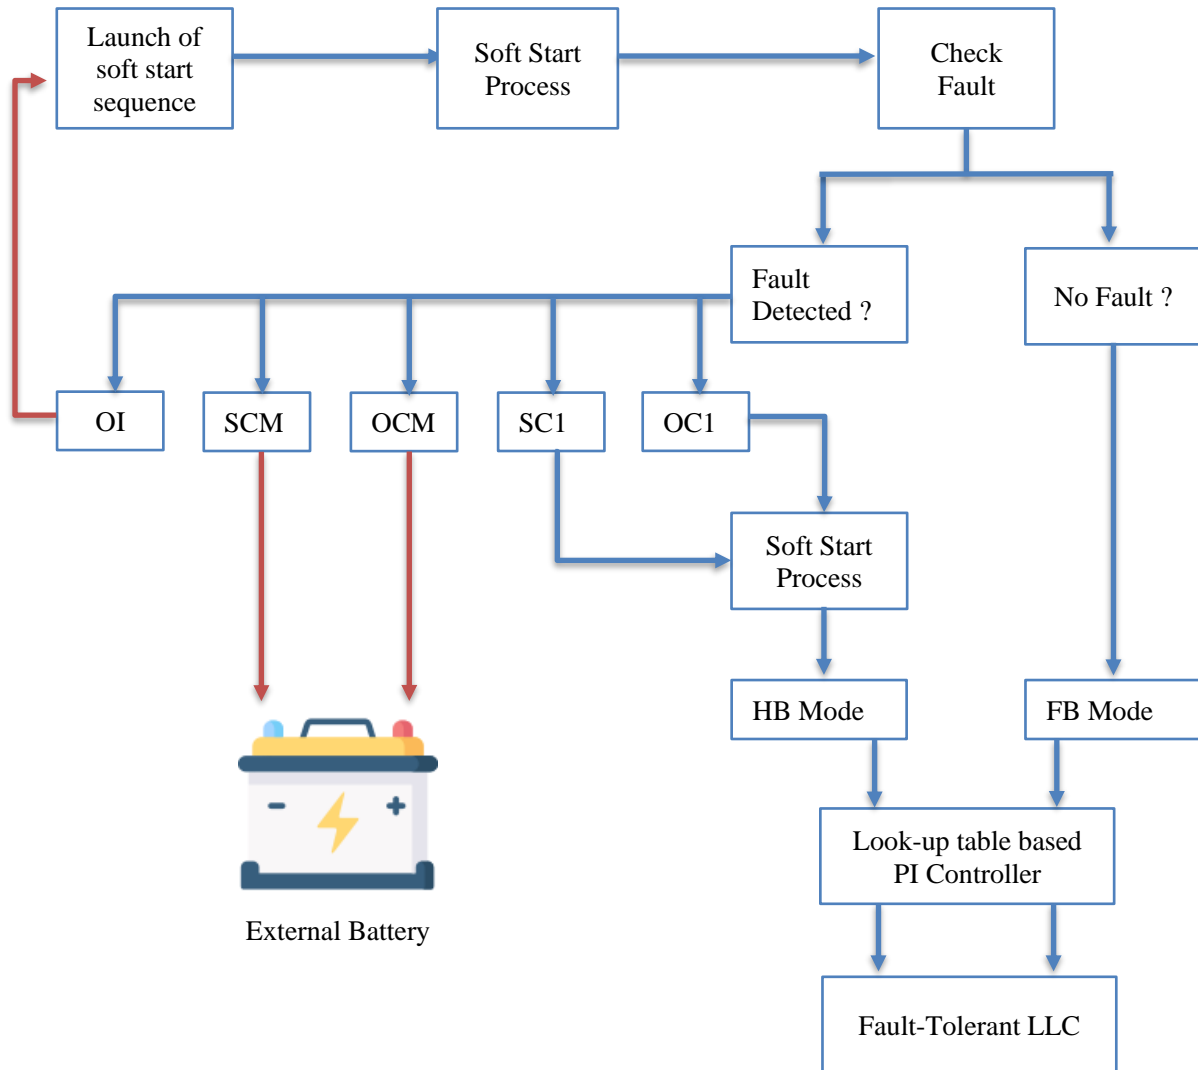 Launch of
soft start
sequence
Soft Start
Process
Check
Fault
Fault
Detected ?
No Fault ?
OI
SCM
OCM
SC1
OC1
Soft Start
Process
HB Mode
FB Mode
Look-up table based
PI Controller
External Battery
Fault-Tolerant LLC